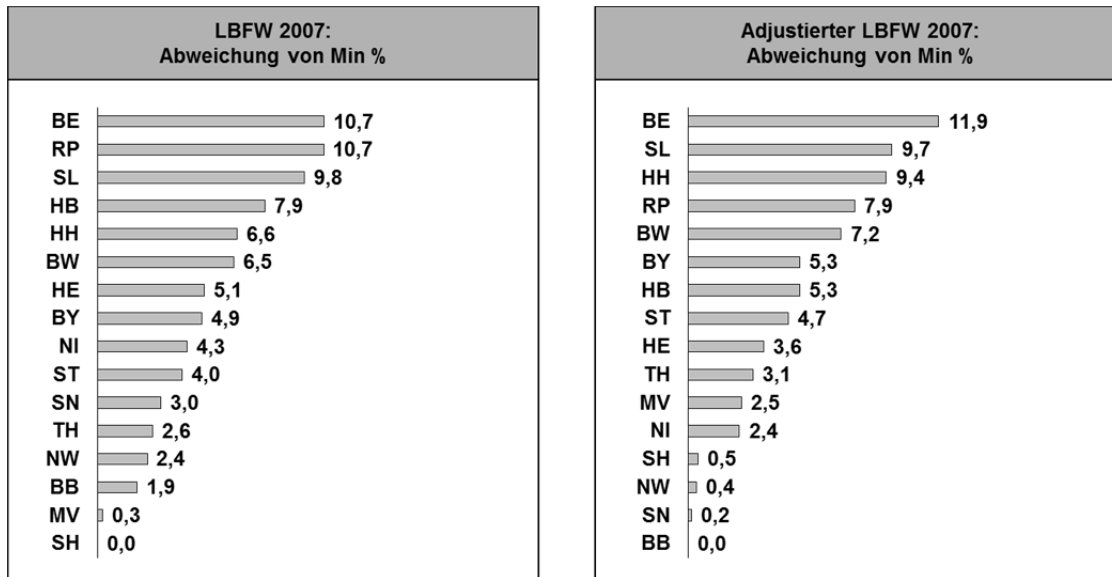 LBFW 2007:
Abweichung von Min %
BE 10,7
RP 10,7
SL 9,8
HB 7,9
HH 6,6
BW 6,5
HE 5,1
BY 4,9
NI 4,3
ST 4,0
SN 3,0
TH 2,6
NW 2,4
BB 1,9
MV 0,3
SH 0,0
Adjustierter LBFW 2007:
Abweichung von Min %
BE 11,9
SL 9,7
HH 9,4
RP 7,9
BW 7,2
BY 5,3
HB 5,3
ST 4,7
HE 3,6
TH 3,1
MV 2,5
NI 2,4
SH 0,5
NW 0,4
SN 0,2
BB 0,0